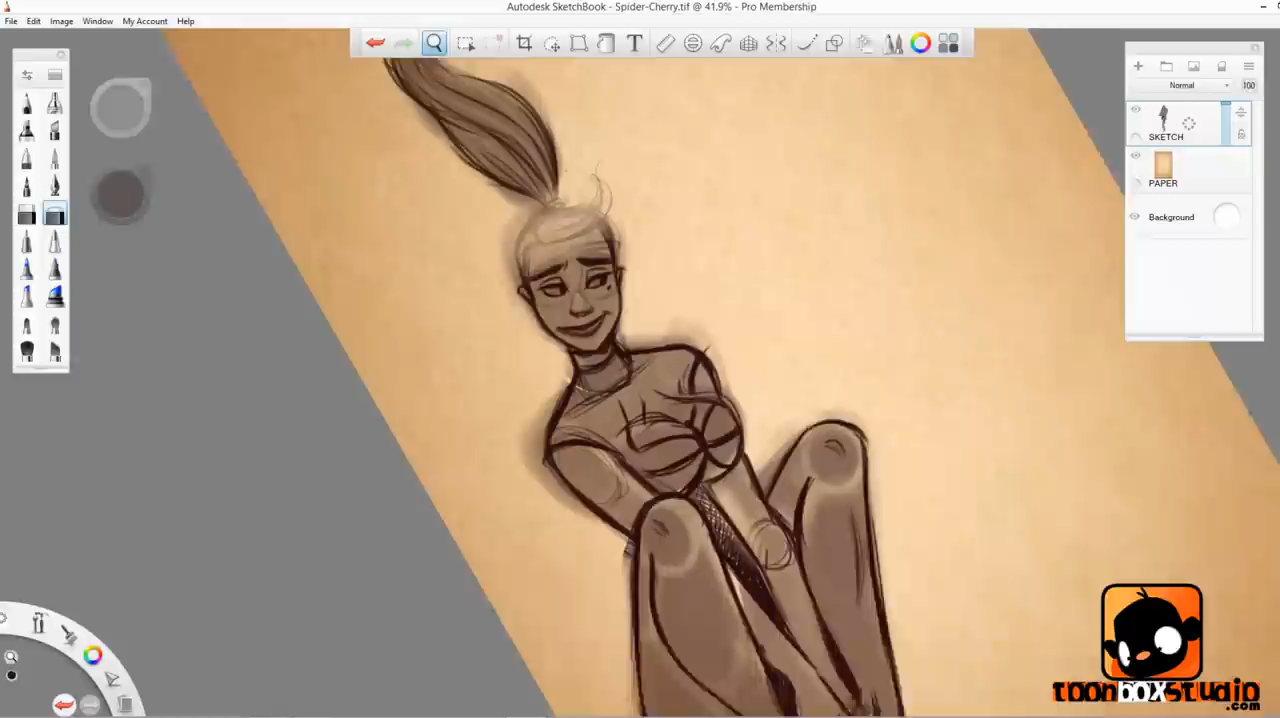 Autodesk SketchBook - Spider-Cherry.tif @ 41.9% - Pro Membership
File Edit Image Window My Account Help
Normal 100
SKETCH
PAPER
Background
toonboxstudio
.com